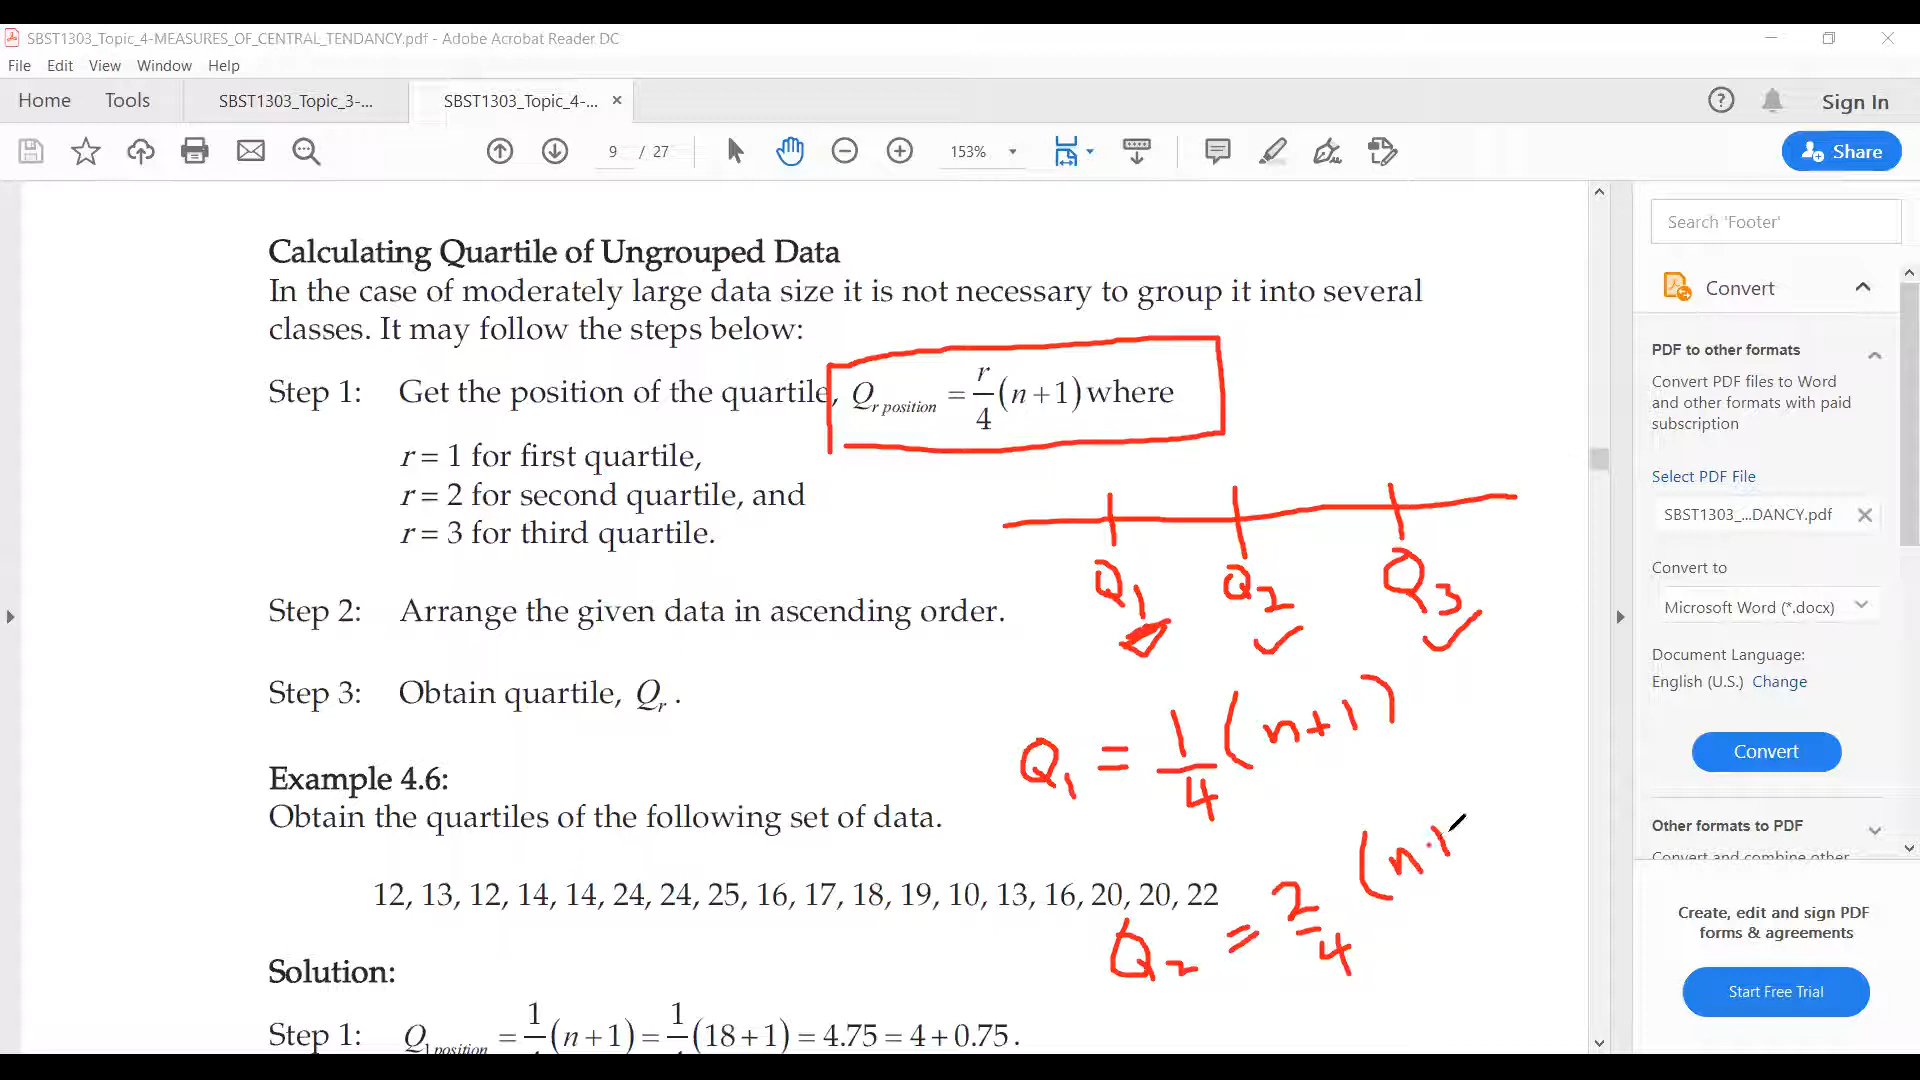 SBST1303_Topic_4-MEASURES_OF_CENTRAL_TENDANCY.pdf - Adobe Acrobat Reader DC
File Edit View Window Help
Home Tools SBST1303_Topic_3-... SBST1303_Topic_4-... × Sign In
9 / 27 153% Share
Search 'Footer'
Convert
PDF to other formats
Convert PDF files to Word
and other formats with paid
subscription
Select PDF File
SBST1303_...DANCY.pdf
Convert to
Microsoft Word (*.docx)
Document Language:
English (U.S.) Change
Convert
Other formats to PDF
Create, edit and sign PDF
forms & agreements
Start Free Trial
Calculating Quartile of Ungrouped Data
In the case of moderately large data size it is not necessary to group it into several
classes. It may follow the steps below:
Step 1: Get the position of the quartile, Q_{r position} = r/4 (n+1) where
r = 1 for first quartile,
r = 2 for second quartile, and
r = 3 for third quartile.
Q1 Q2 Q3
Step 2: Arrange the given data in ascending order.
Step 3: Obtain quartile, Q_r.
Q1 = 1/4 (n+1)
Example 4.6:
Obtain the quartiles of the following set of data.
12, 13, 12, 14, 14, 24, 24, 25, 16, 17, 18, 19, 10, 13, 16, 20, 20, 22
Q2 = 2/4 (n
Solution:
Step 1: Q_{1 position} = 1/4 (n+1) = 1/4 (18+1) = 4.75 = 4 + 0.75.